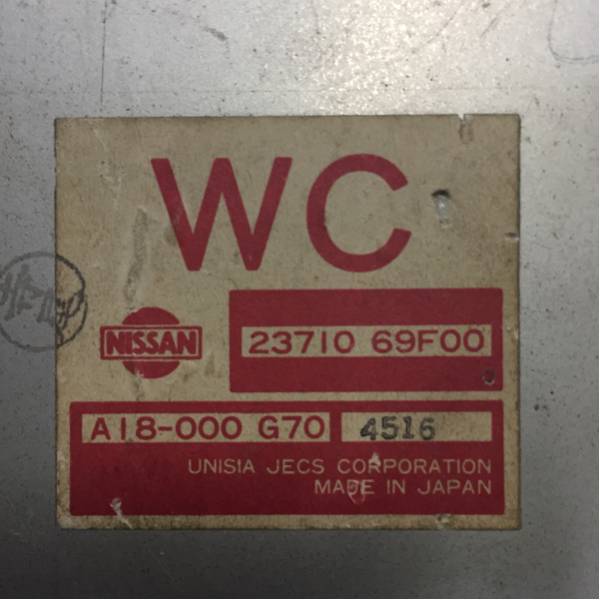 WC
NISSAN
23710 69F00
A18-000 G70 4516
UNISIA JECS CORPORATION
MADE IN JAPAN